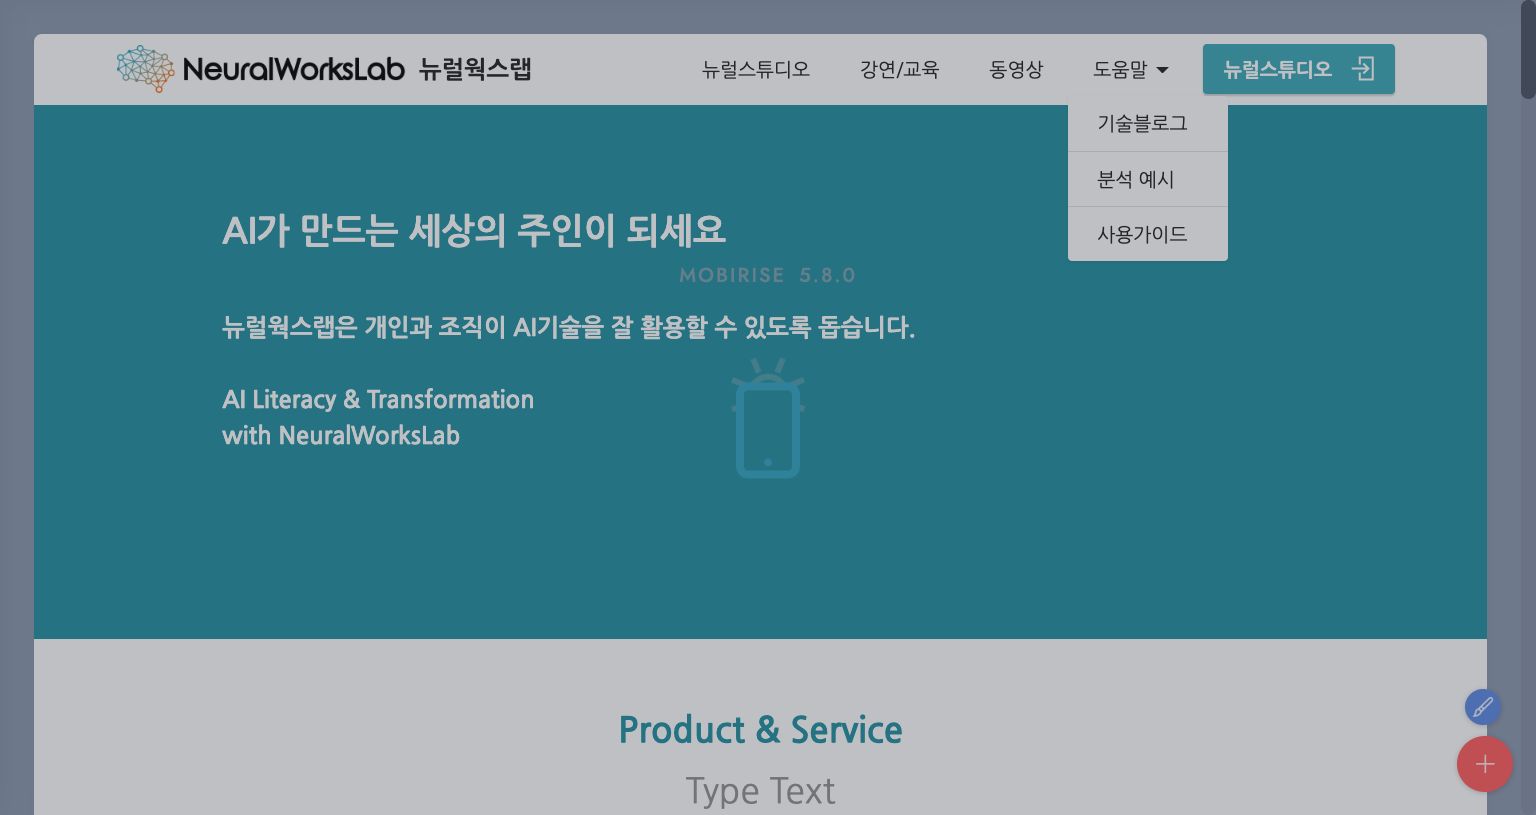 NeuralWorksLab 뉴럴웍스랩
뉴럴스튜디오
강연/교육
동영상
도움말
뉴럴스튜디오
기술블로그
분석 예시
사용가이드
AI가 만드는 세상의 주인이 되세요
MOBIRISE 5.8.0
뉴럴웍스랩은 개인과 조직이 AI기술을 잘 활용할 수 있도록 돕습니다.
AI Literacy & Transformation
with NeuralWorksLab
Product & Service
Type Text